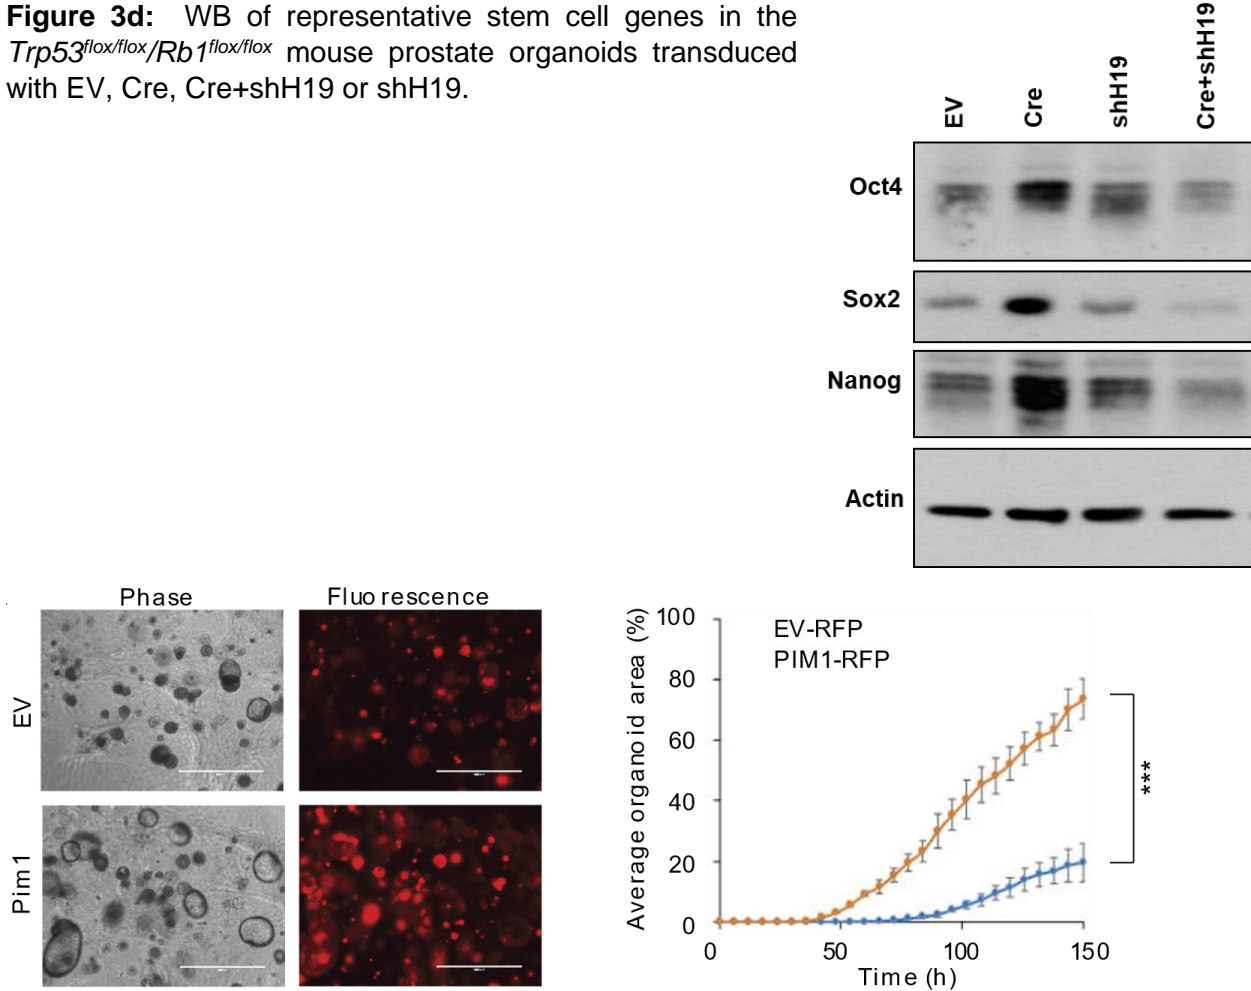 Figure 3d: WB of representative stem cell genes in the
Trp53flox/flox/Rb1flox/flox mouse prostate organoids transduced
with EV, Cre, Cre+shH19 or shH19.
EV
Cre
shH19
Cre+shH19
Oct4
Sox2
Nanog
Actin
Phase
Fluorescence
EV
Pim1
Average organoid area (%)
100
80
60
40
20
0
EV-RFP
PIM1-RFP
***
0 50 100 150
Time (h)